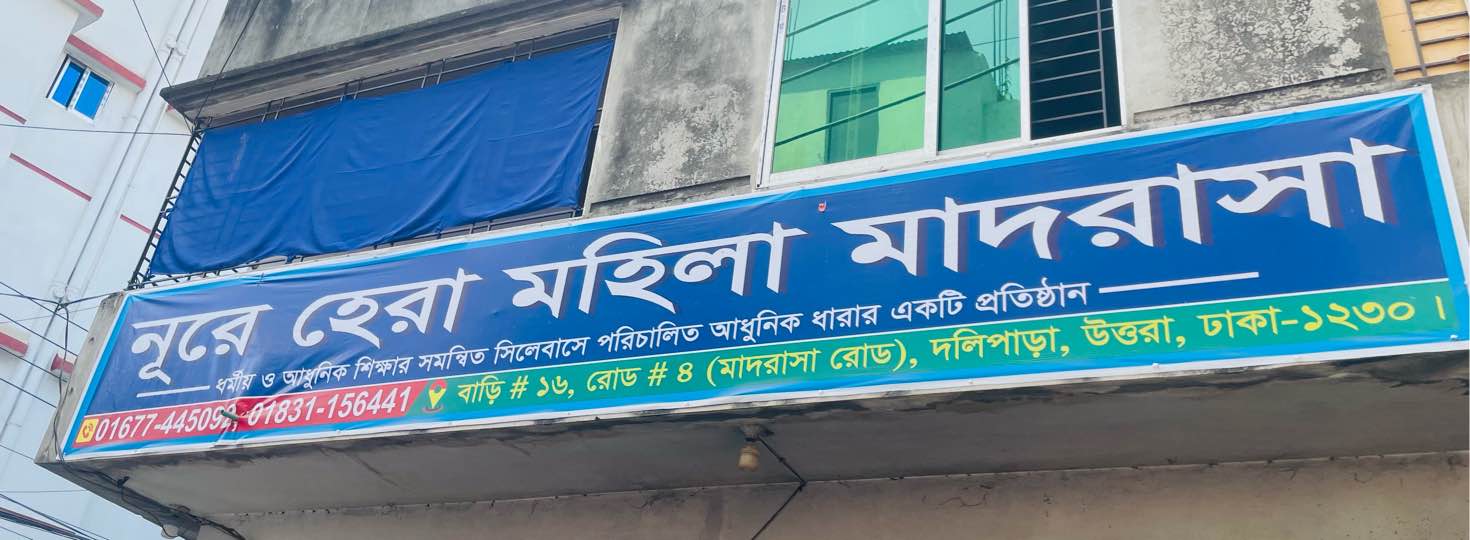 নূরে হেরা মহিলা মাদরাসা
ধর্মীয় ও আধুনিক শিক্ষার সমন্বিত সিলেবাসে পরিচালিত আধুনিক ধারার একটি প্রতিষ্ঠান
01677-445092, 01831-156441 বাড়ি # ১৬, রোড # ৪ (মাদরাসা রোড), দলিপাড়া, উত্তরা, ঢাকা-১২৩০ ।